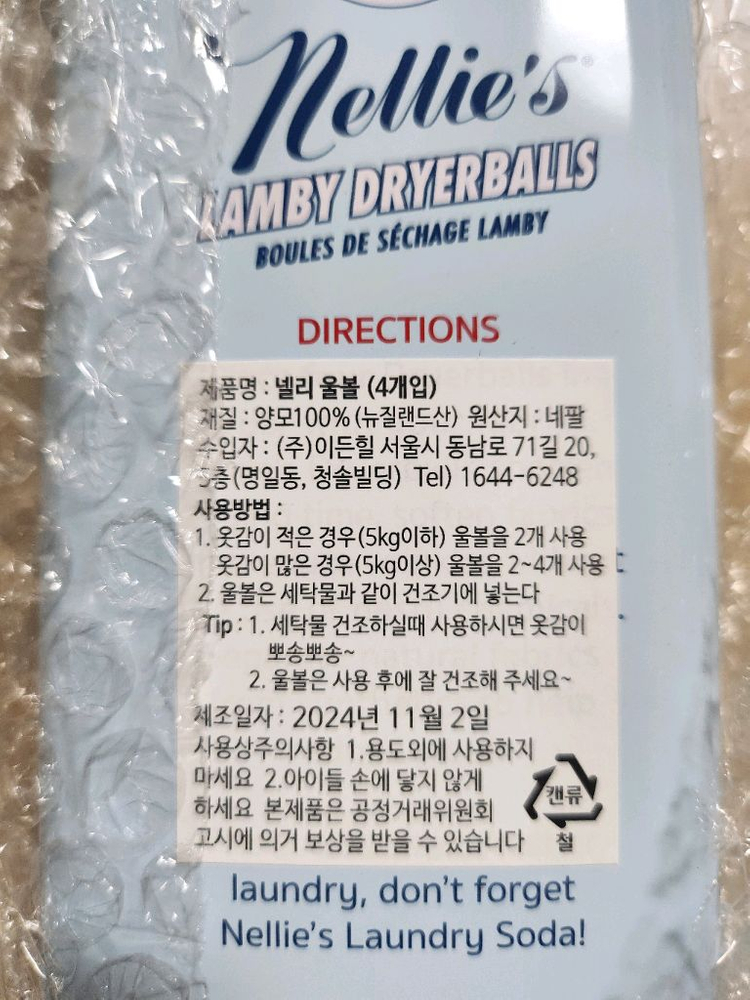 Nellie's
LAMBY DRYERBALLS
BOULES DE SÉCHAGE LAMBY
DIRECTIONS
제품명 : 넬리 울볼 (4개입)
재질 : 양모100% (뉴질랜드산) 원산지 : 네팔
수입자 : (주)이든힐 서울시 동남로 71길 20,
5층(명일동, 청솔빌딩) Tel) 1644-6248
사용방법 :
1. 옷감이 적은 경우(5kg이하) 울볼을 2개 사용
옷감이 많은 경우(5kg이상) 울볼을 2~4개 사용
2. 울볼은 세탁물과 같이 건조기에 넣는다
Tip : 1. 세탁물 건조하실때 사용하시면 옷감이
뽀송뽀송~
2. 울볼은 사용 후에 잘 건조해 주세요~
제조일자 : 2024년 11월 2일
사용상주의사항 1.용도외에 사용하지
마세요 2.아이들 손에 닿지 않게
하세요 본제품은 공정거래위원회
고시에 의거 보상을 받을 수 있습니다
캔류
철
laundry, don't forget
Nellie's Laundry Soda!